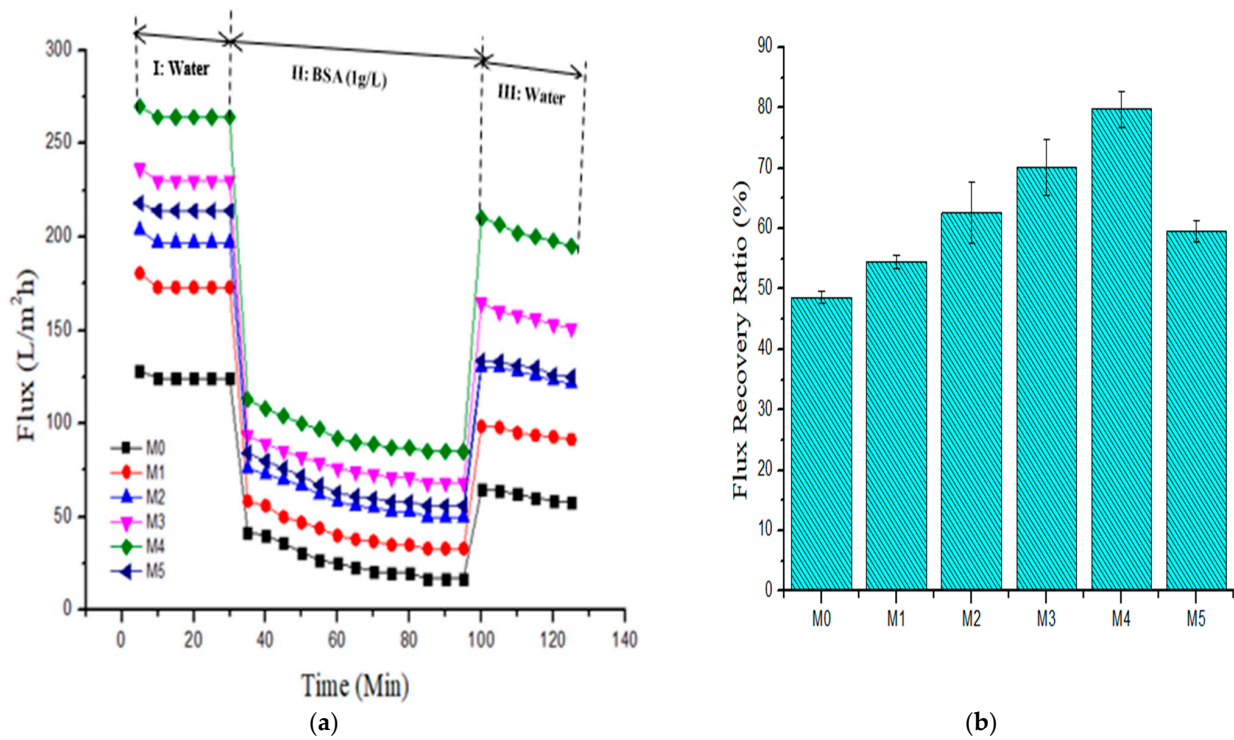 I: Water
II: BSA (1g/L)
III: Water
300
250
200
150
100
50
0
Flux (L/m²h)
M0
M1
M2
M3
M4
M5
0 20 40 60 80 100 120 140
Time (Min)
(a)
90
80
70
60
50
40
30
20
10
0
Flux Recovery Ratio (%)
M0 M1 M2 M3 M4 M5
(b)